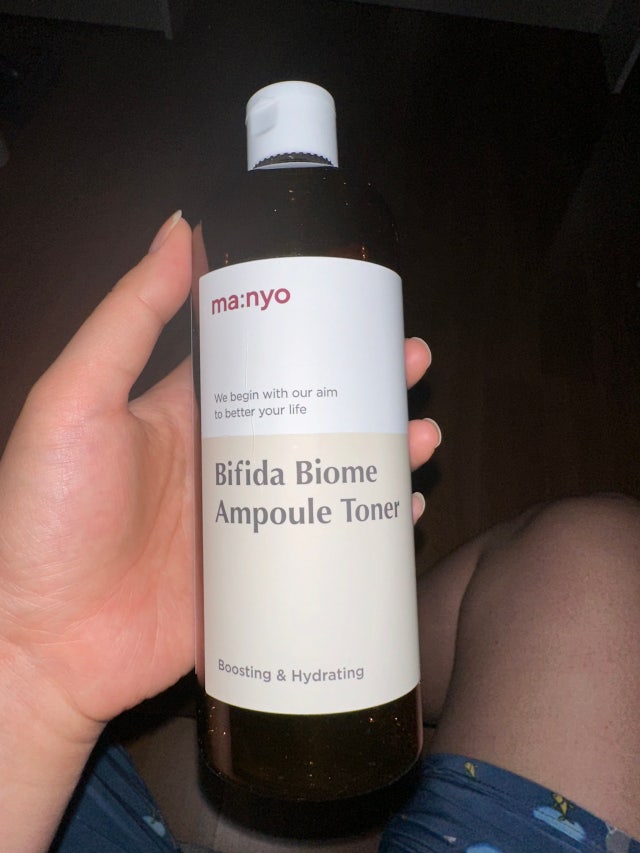 ma:nyo
We begin with our aim
to better your life
Bifida Biome
Ampoule Toner
Boosting & Hydrating